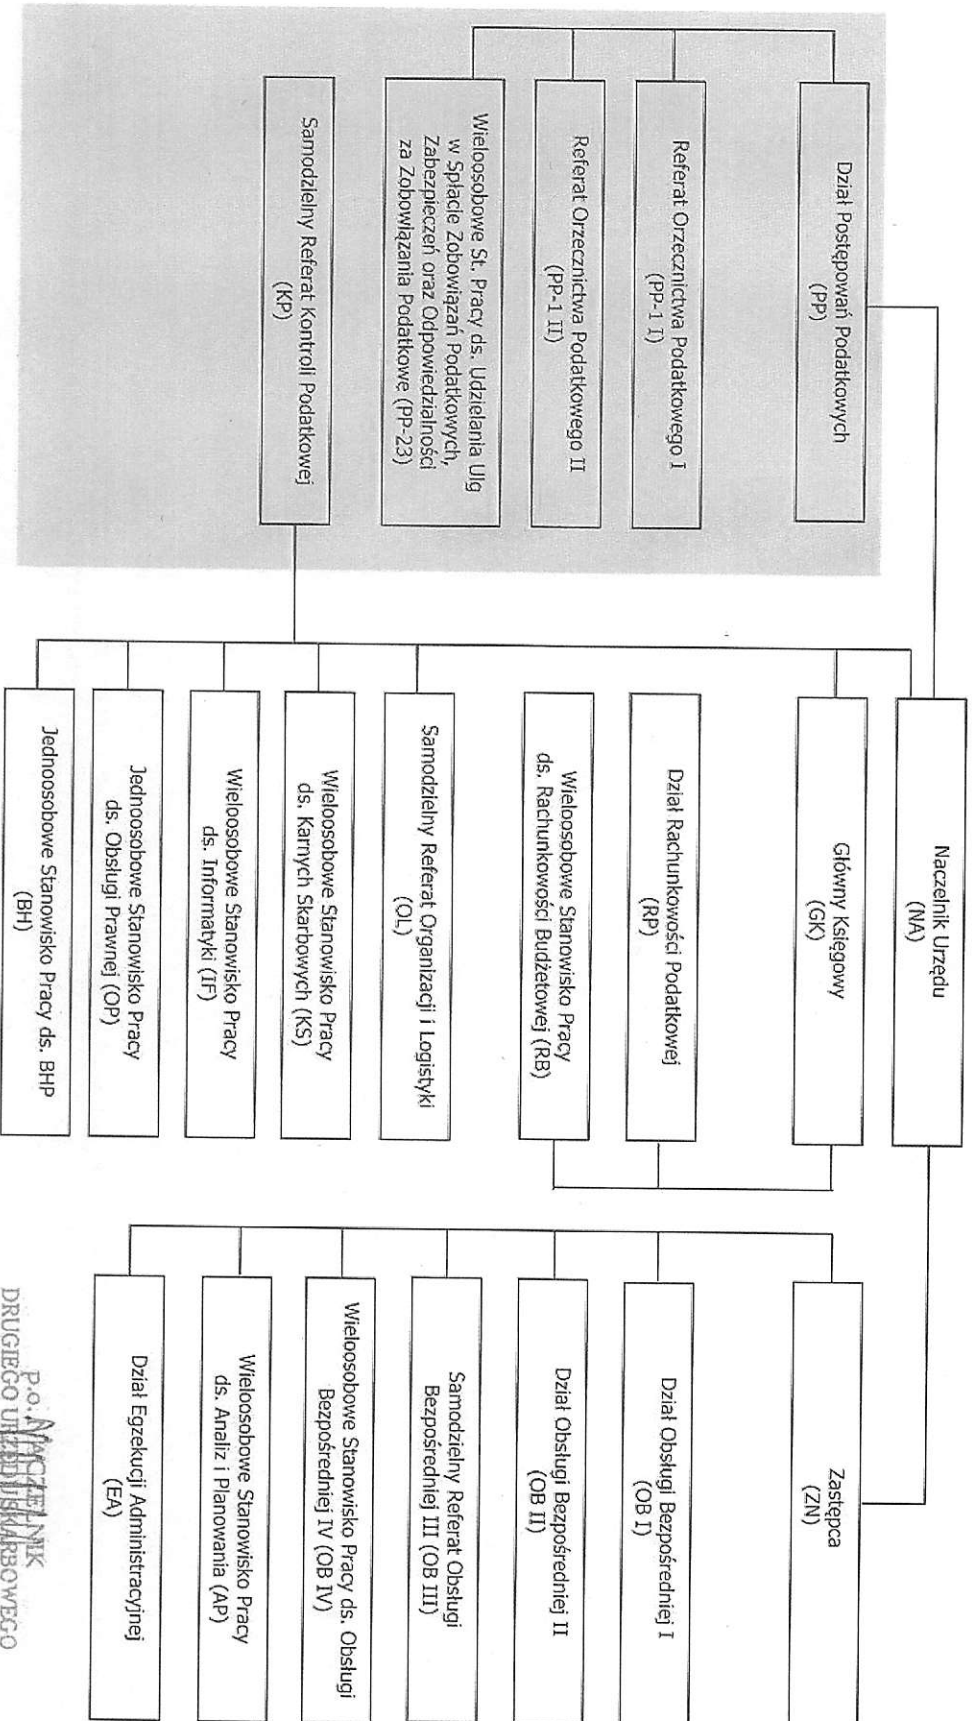 Naczelnik Urzędu
(NA)
Dział Postępowań Podatkowych
(PP)
Referat Orzecznictwa Podatkowego I
(PP-1 I)
Referat Orzecznictwa Podatkowego II
(PP-1 II)
Wieloosobowe St. Pracy ds. Udzielania Ulg
w Spłacie Zobowiązań Podatkowych,
Zabezpieczeń oraz Odpowiedzialności
za Zobowiązania Podatkowe (PP-23)
Samodzielny Referat Kontroli Podatkowej
(KP)
Główny Księgowy
(GK)
Dział Rachunkowości Podatkowej
(RP)
Wieloosobowe Stanowisko Pracy
ds. Rachunkowości Budżetowej (RB)
Samodzielny Referat Organizacji i Logistyki
(OL)
Wieloosobowe Stanowisko Pracy
ds. Karnych Skarbowych (KS)
Wieloosobowe Stanowisko Pracy
ds. Informatyki (IF)
Jednoosobowe Stanowisko Pracy
ds. Obsługi Prawnej (OP)
Jednoosobowe Stanowisko Pracy ds. BHP
(BH)
Zastępca
(ZN)
Dział Obsługi Bezpośredniej I
(OB I)
Dział Obsługi Bezpośredniej II
(OB II)
Samodzielny Referat Obsługi
Bezpośredniej III (OB III)
Wieloosobowe Stanowisko Pracy ds. Obsługi
Bezpośredniej IV (OB IV)
Wieloosobowe Stanowisko Pracy
ds. Analiz i Planowania (AP)
Dział Egzekucji Administracyjnej
(EA)
p.o. NACZELNIK
DRUGIEGO URZĘDU SKARBOWEGO